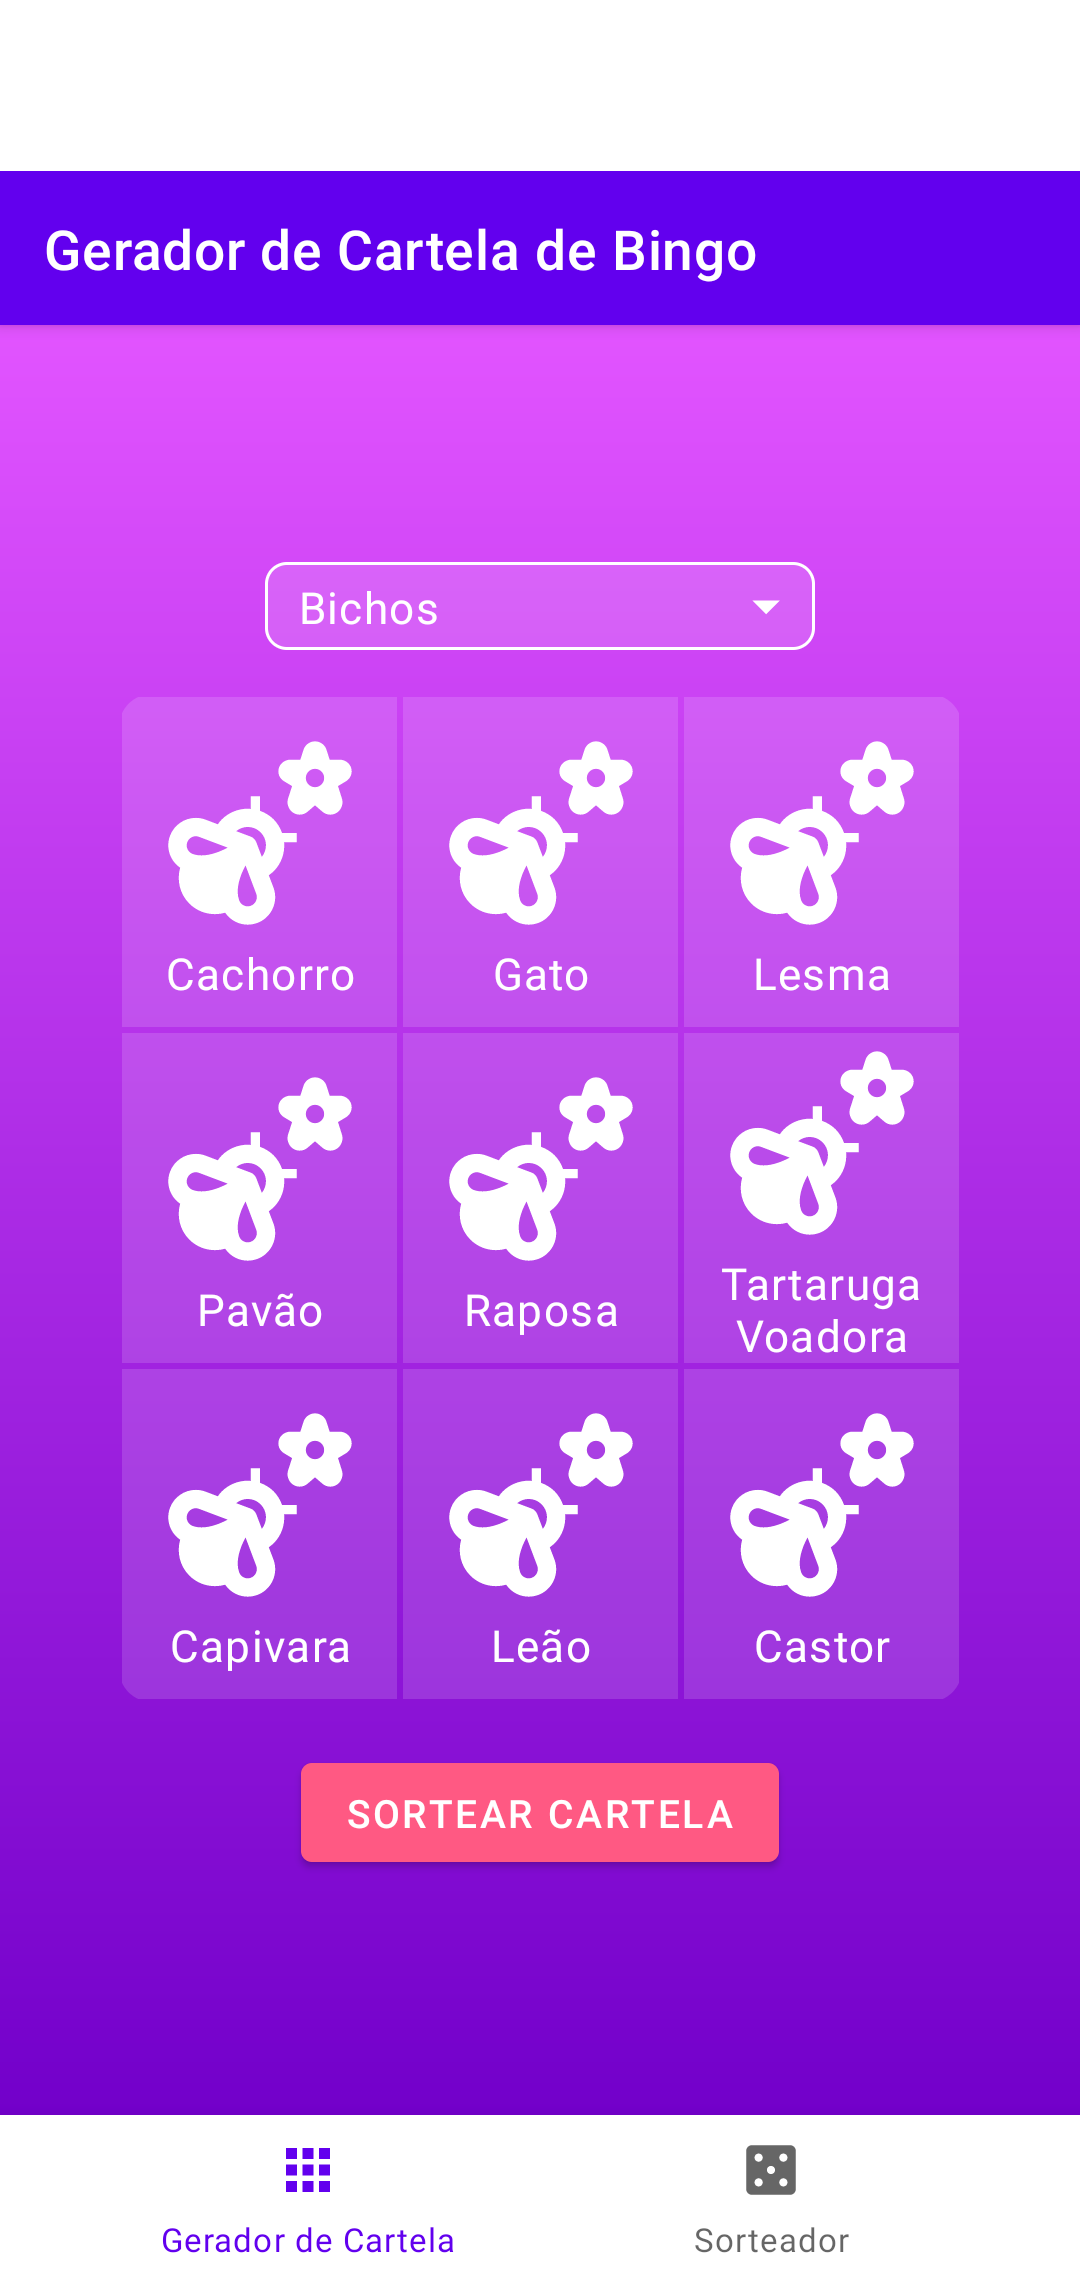 Gerador de Cartela de Bingo
Bichos
Cachorro
Gato
Lesma
Pavão
Raposa
Tartaruga
Voadora
Capivara
Leão
Castor
SORTEAR CARTELA
Gerador de Cartela
Sorteador